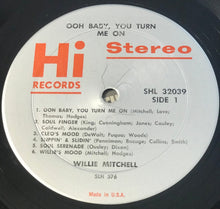 OOH BABY, YOU TURN
ME ON
Hi
Stereo
RECORDS
SHL 32039
SIDE 1
1. OOH BABY, YOU TURN ME ON (Mitchell; Love;
Thomas; Hodges)
2. SOUL FINGER (King; Cunningham; Jones; Cauley;
Caldwell; Alexander)
3. CLEO'S MOOD (DeWalt; Fuqua; Woods)
4. SLIPPIN' & SLIDIN' (Penniman; Bocage; Collins; Smith)
5. SOUL SERENADE (Ousley; Dixon)
6. WILLIE'S MOOD (Mitchell; Hodges)
WILLIE MITCHELL
SLH 376
Made in U.S.A.